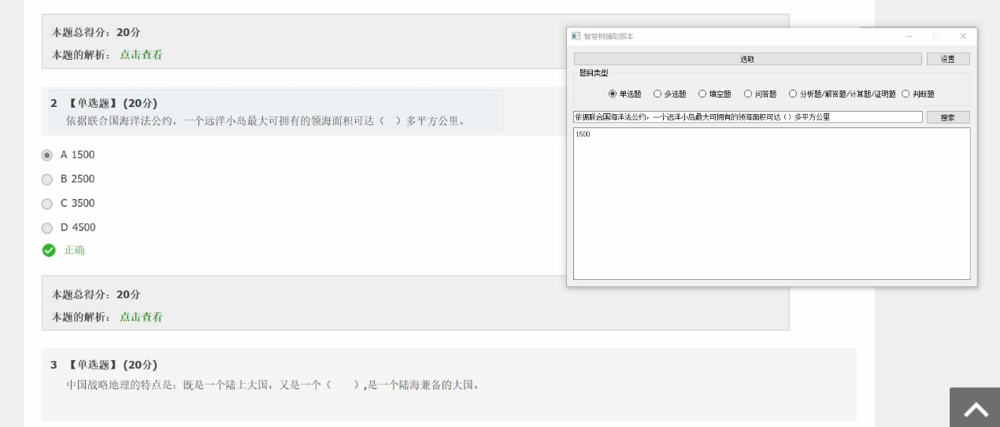 本题总得分：20分
本题的解析： 点击查看
2 【单选题】 (20分)
依据联合国海洋法公约，一个远洋小岛最大可拥有的领海面积可达（ ）多平方公里。
A 1500
B 2500
C 3500
D 4500
正确
本题总得分：20分
本题的解析： 点击查看
3 【单选题】 (20分)
中国战略地理的特点是：既是一个陆上大国，又是一个（ ）,是一个陆海兼备的大国。
智慧树辅助脚本
选取 设置
题目类型
单选题 多选题 填空题 问答题 分析题/解答题/计算题/证明题 判断题
依据联合国海洋法公约，一个远洋小岛最大可拥有的领海面积可达（）多平方公里 搜索
1500